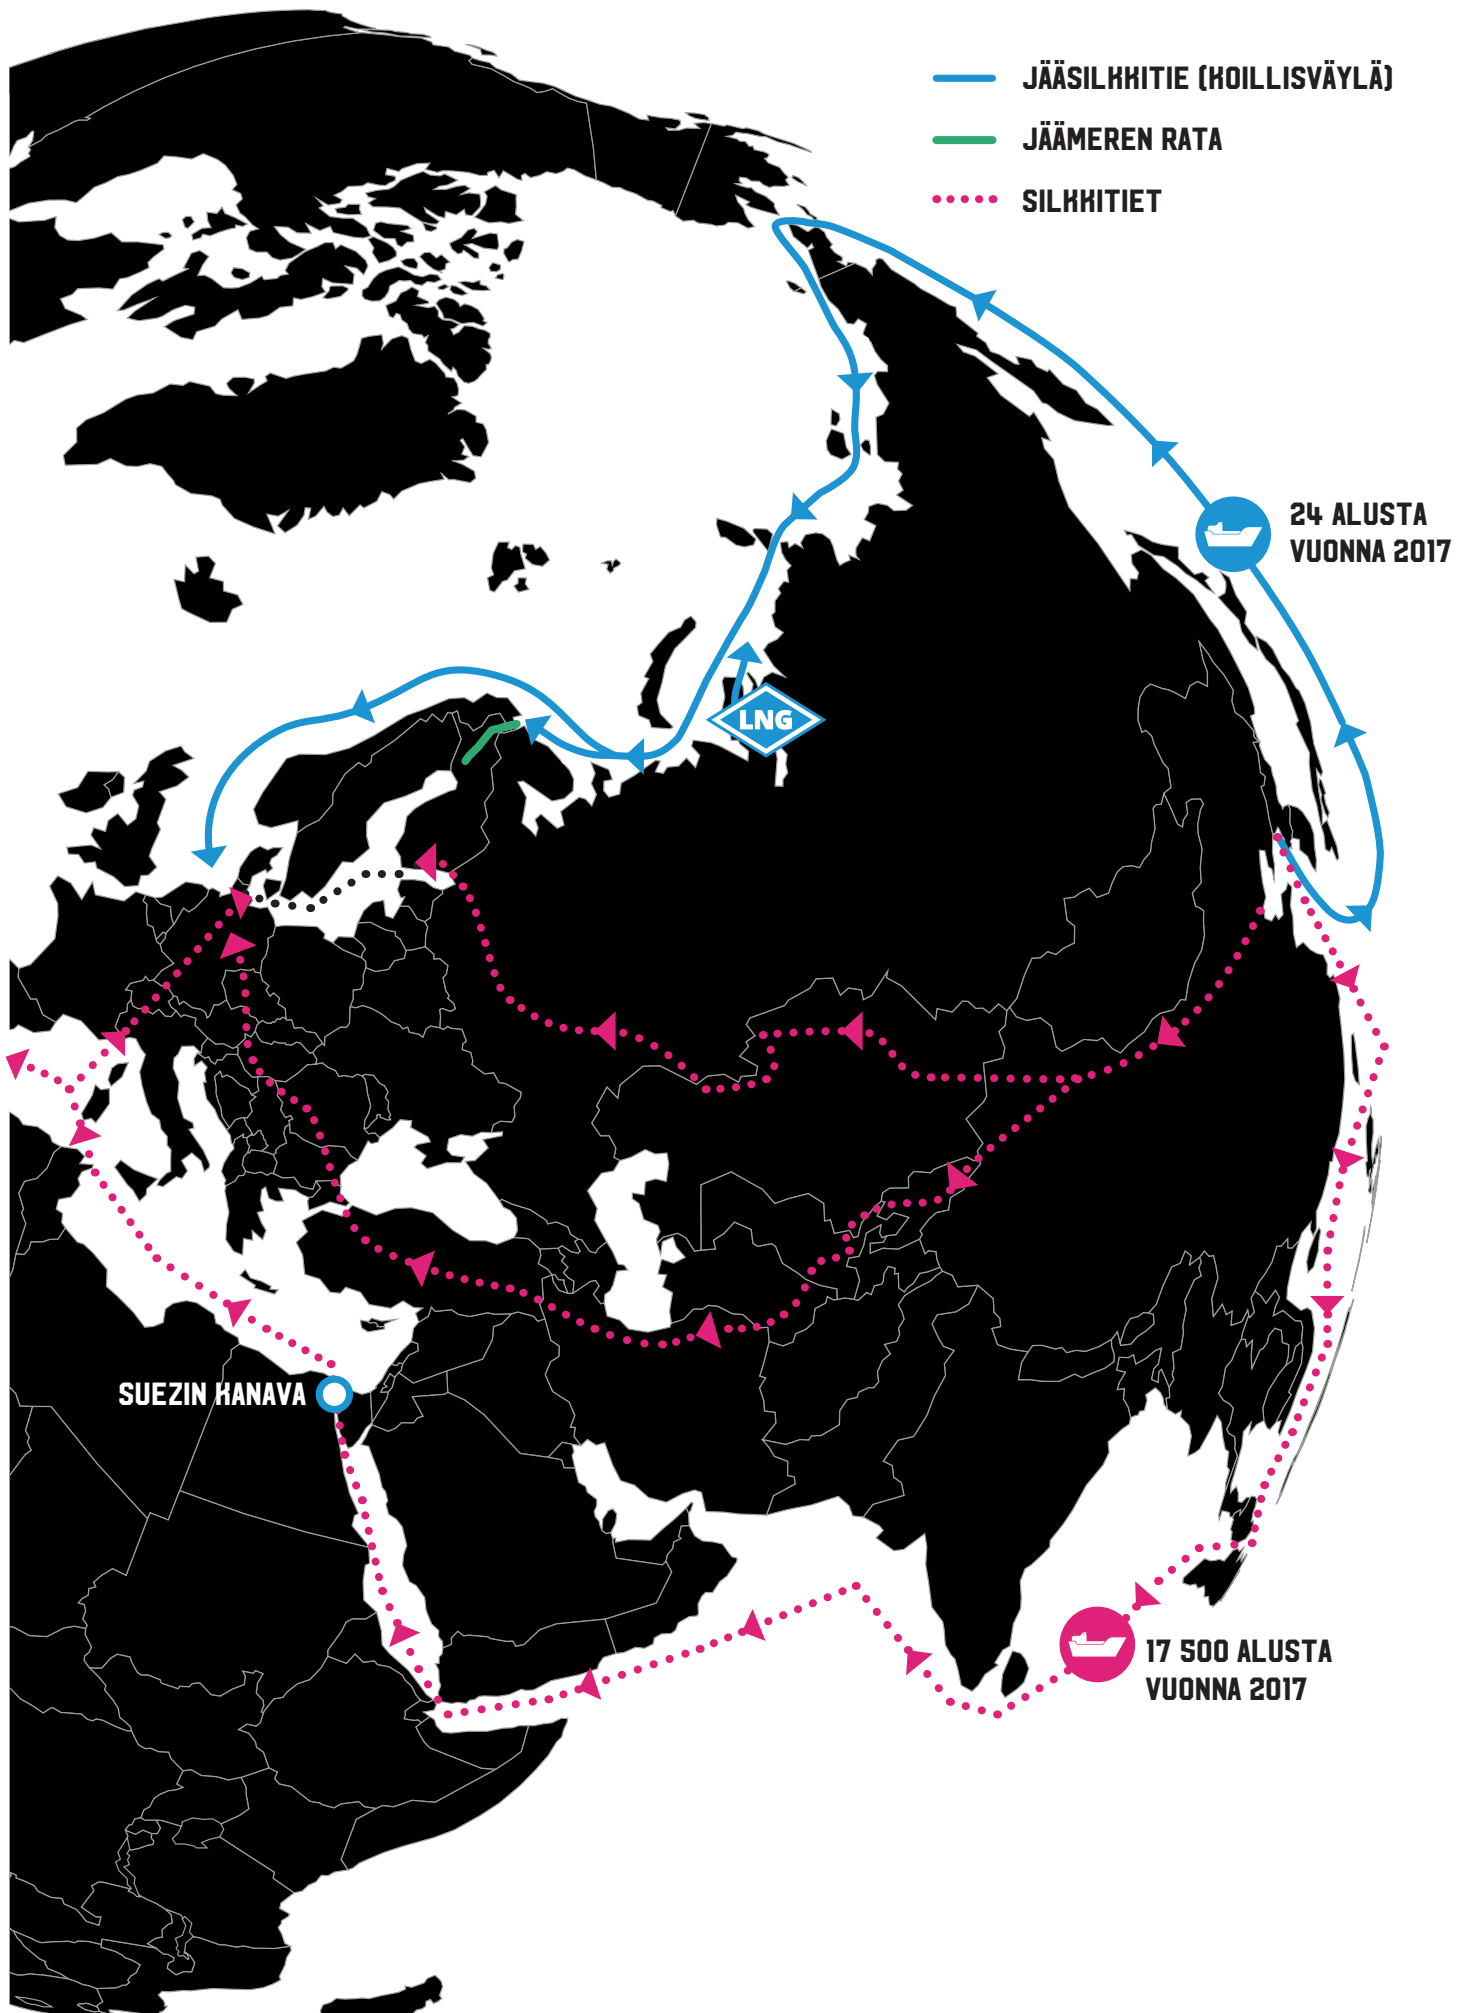 JÄÄSILKKITIE (KOILLISVÄYLÄ)
JÄÄMEREN RATA
SILKKITIET
24 ALUSTA
VUONNA 2017
LNG
SUEZIN KANAVA
17 500 ALUSTA
VUONNA 2017